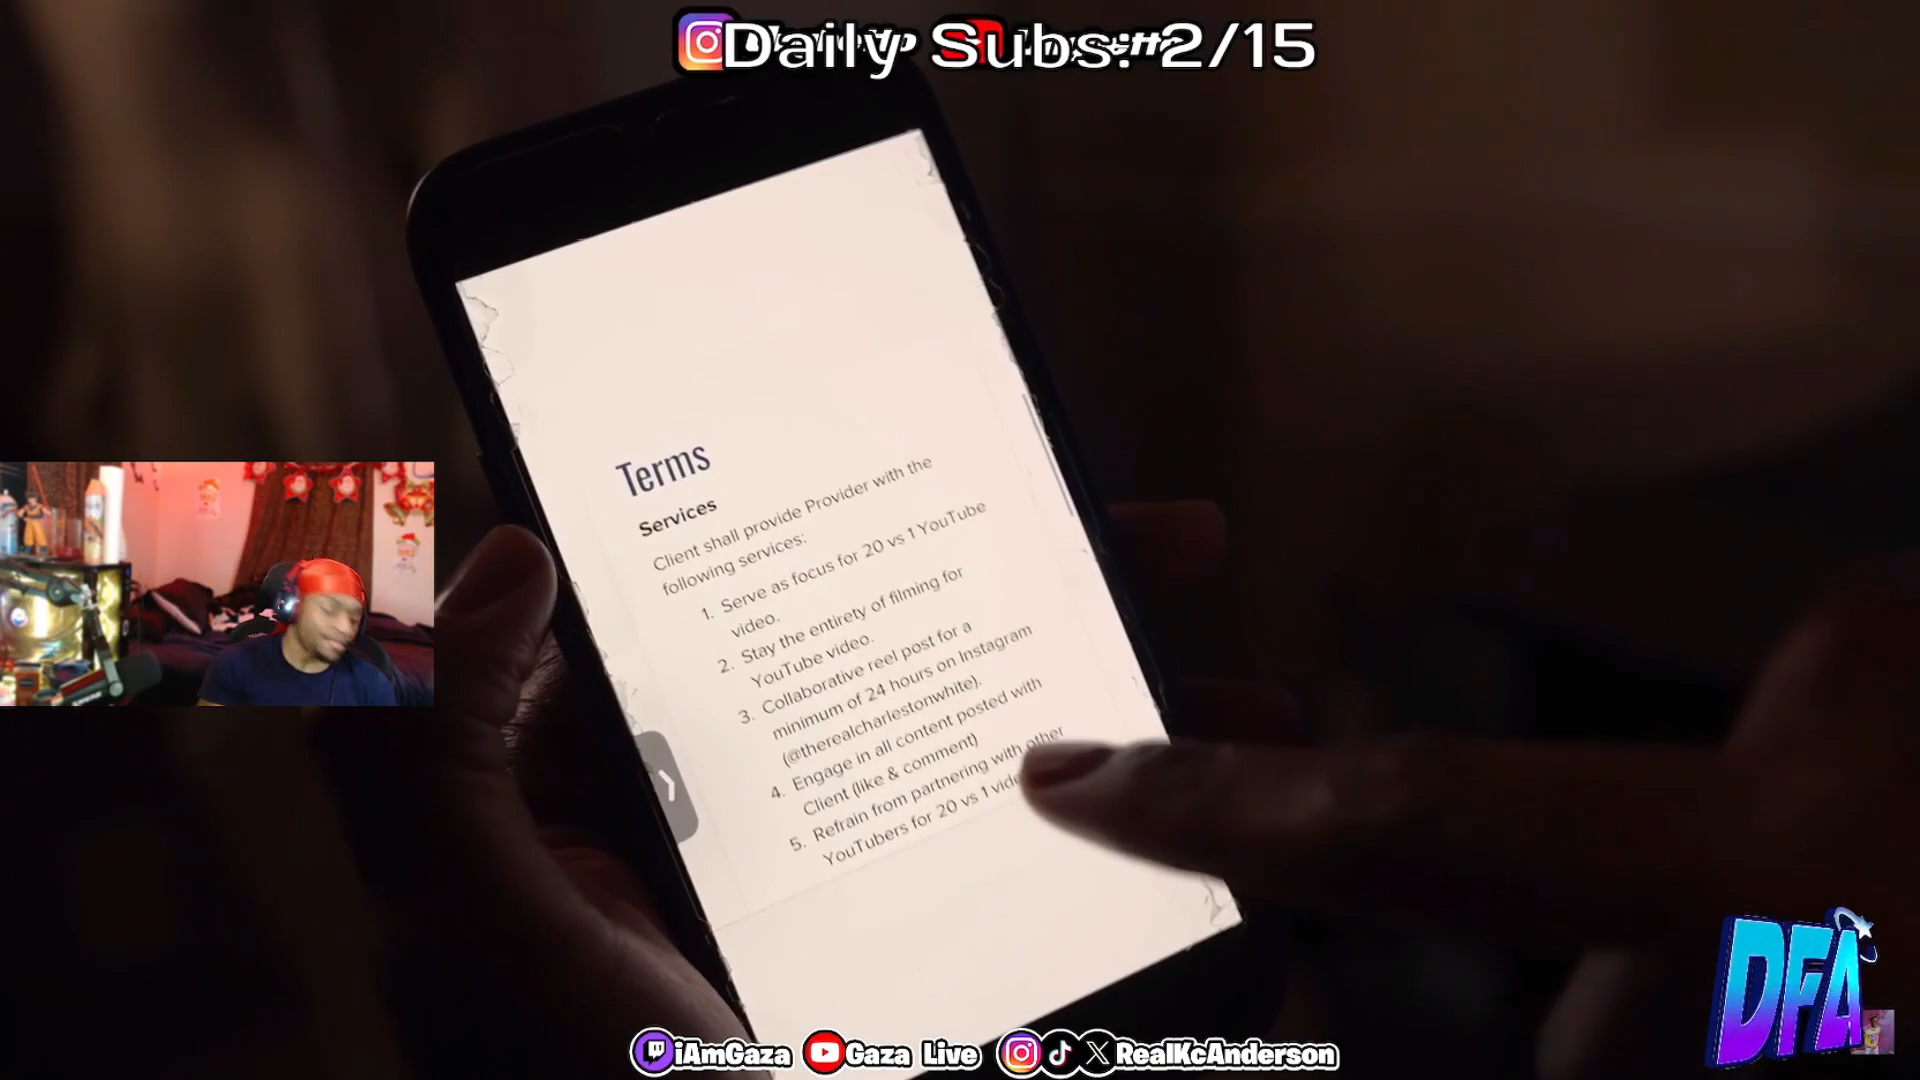 Daily Subs: 2/15
Terms
Services
Client shall provide Provider with the
following services:
1. Serve as focus for 20 vs 1 YouTube
video.
2. Stay the entirety of filming for
YouTube video.
3. Collaborative reel post for a
minimum of 24 hours on Instagram
(@therealcharlestonwhite).
4. Engage in all content posted with
Client (like & comment)
5. Refrain from partnering with other
YouTubers for 20 vs 1
DFA
iAmGaza Gaza Live RealKcAnderson